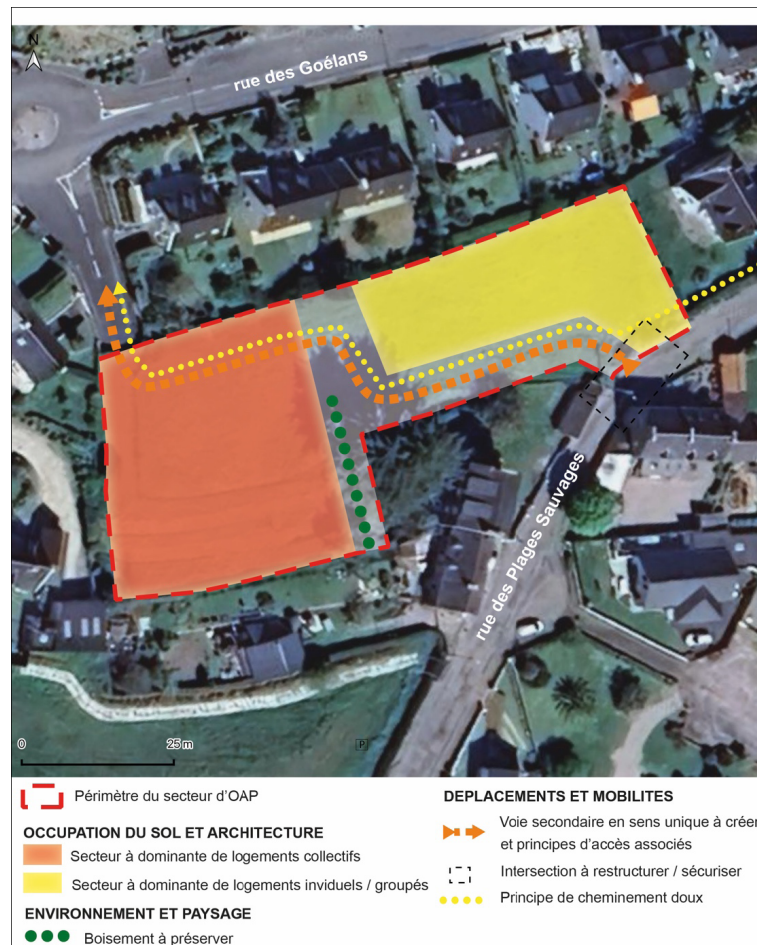 N
rue des Goélans
rue des Plages Sauvages
0
25 m
P
Périmètre du secteur d'OAP
OCCUPATION DU SOL ET ARCHITECTURE
Secteur à dominante de logements collectifs
Secteur à dominante de logements inviduels / groupés
ENVIRONNEMENT ET PAYSAGE
Boisement à préserver
DEPLACEMENTS ET MOBILITES
Voie secondaire en sens unique à créer
et principes d'accès associés
Intersection à restructurer / sécuriser
Principe de cheminement doux